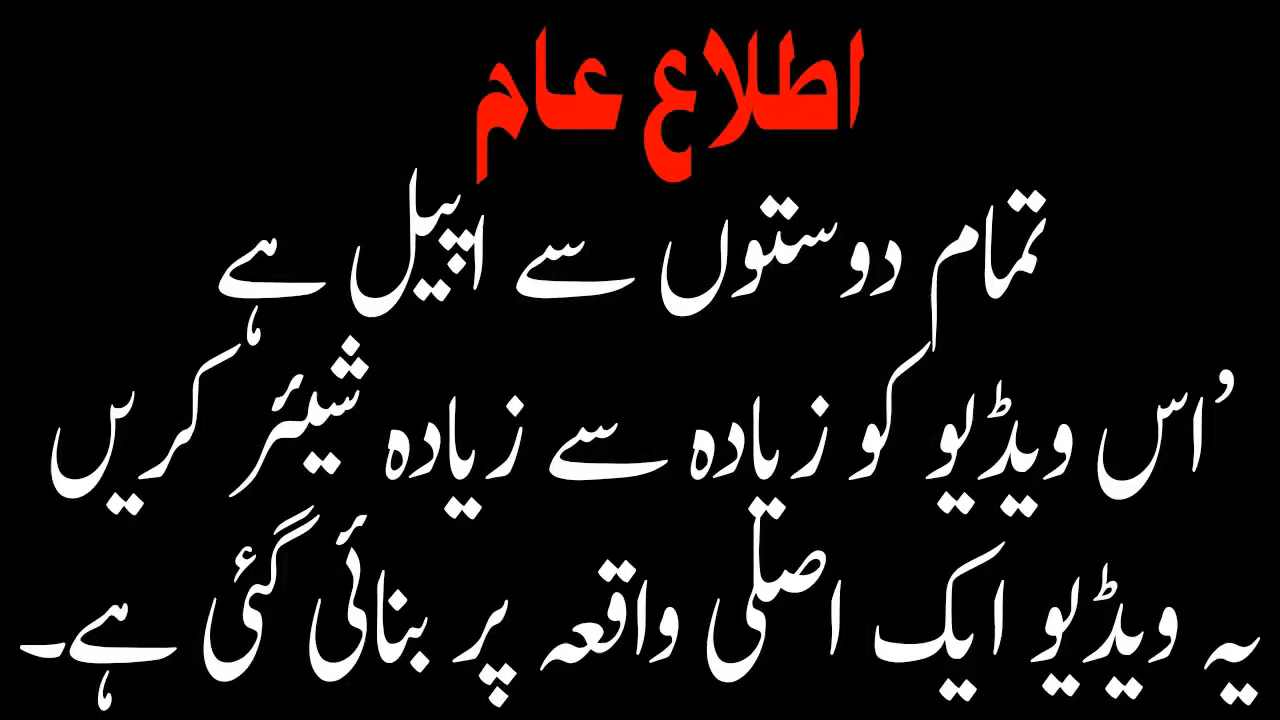 اطلاع عام
تمام دوستوں سے اپیل ہے
اُس ویڈیو کو زیادہ سے زیادہ شیئر کریں
یہ ویڈیو ایک اصلی واقعہ پر بنائی گئی ہے۔